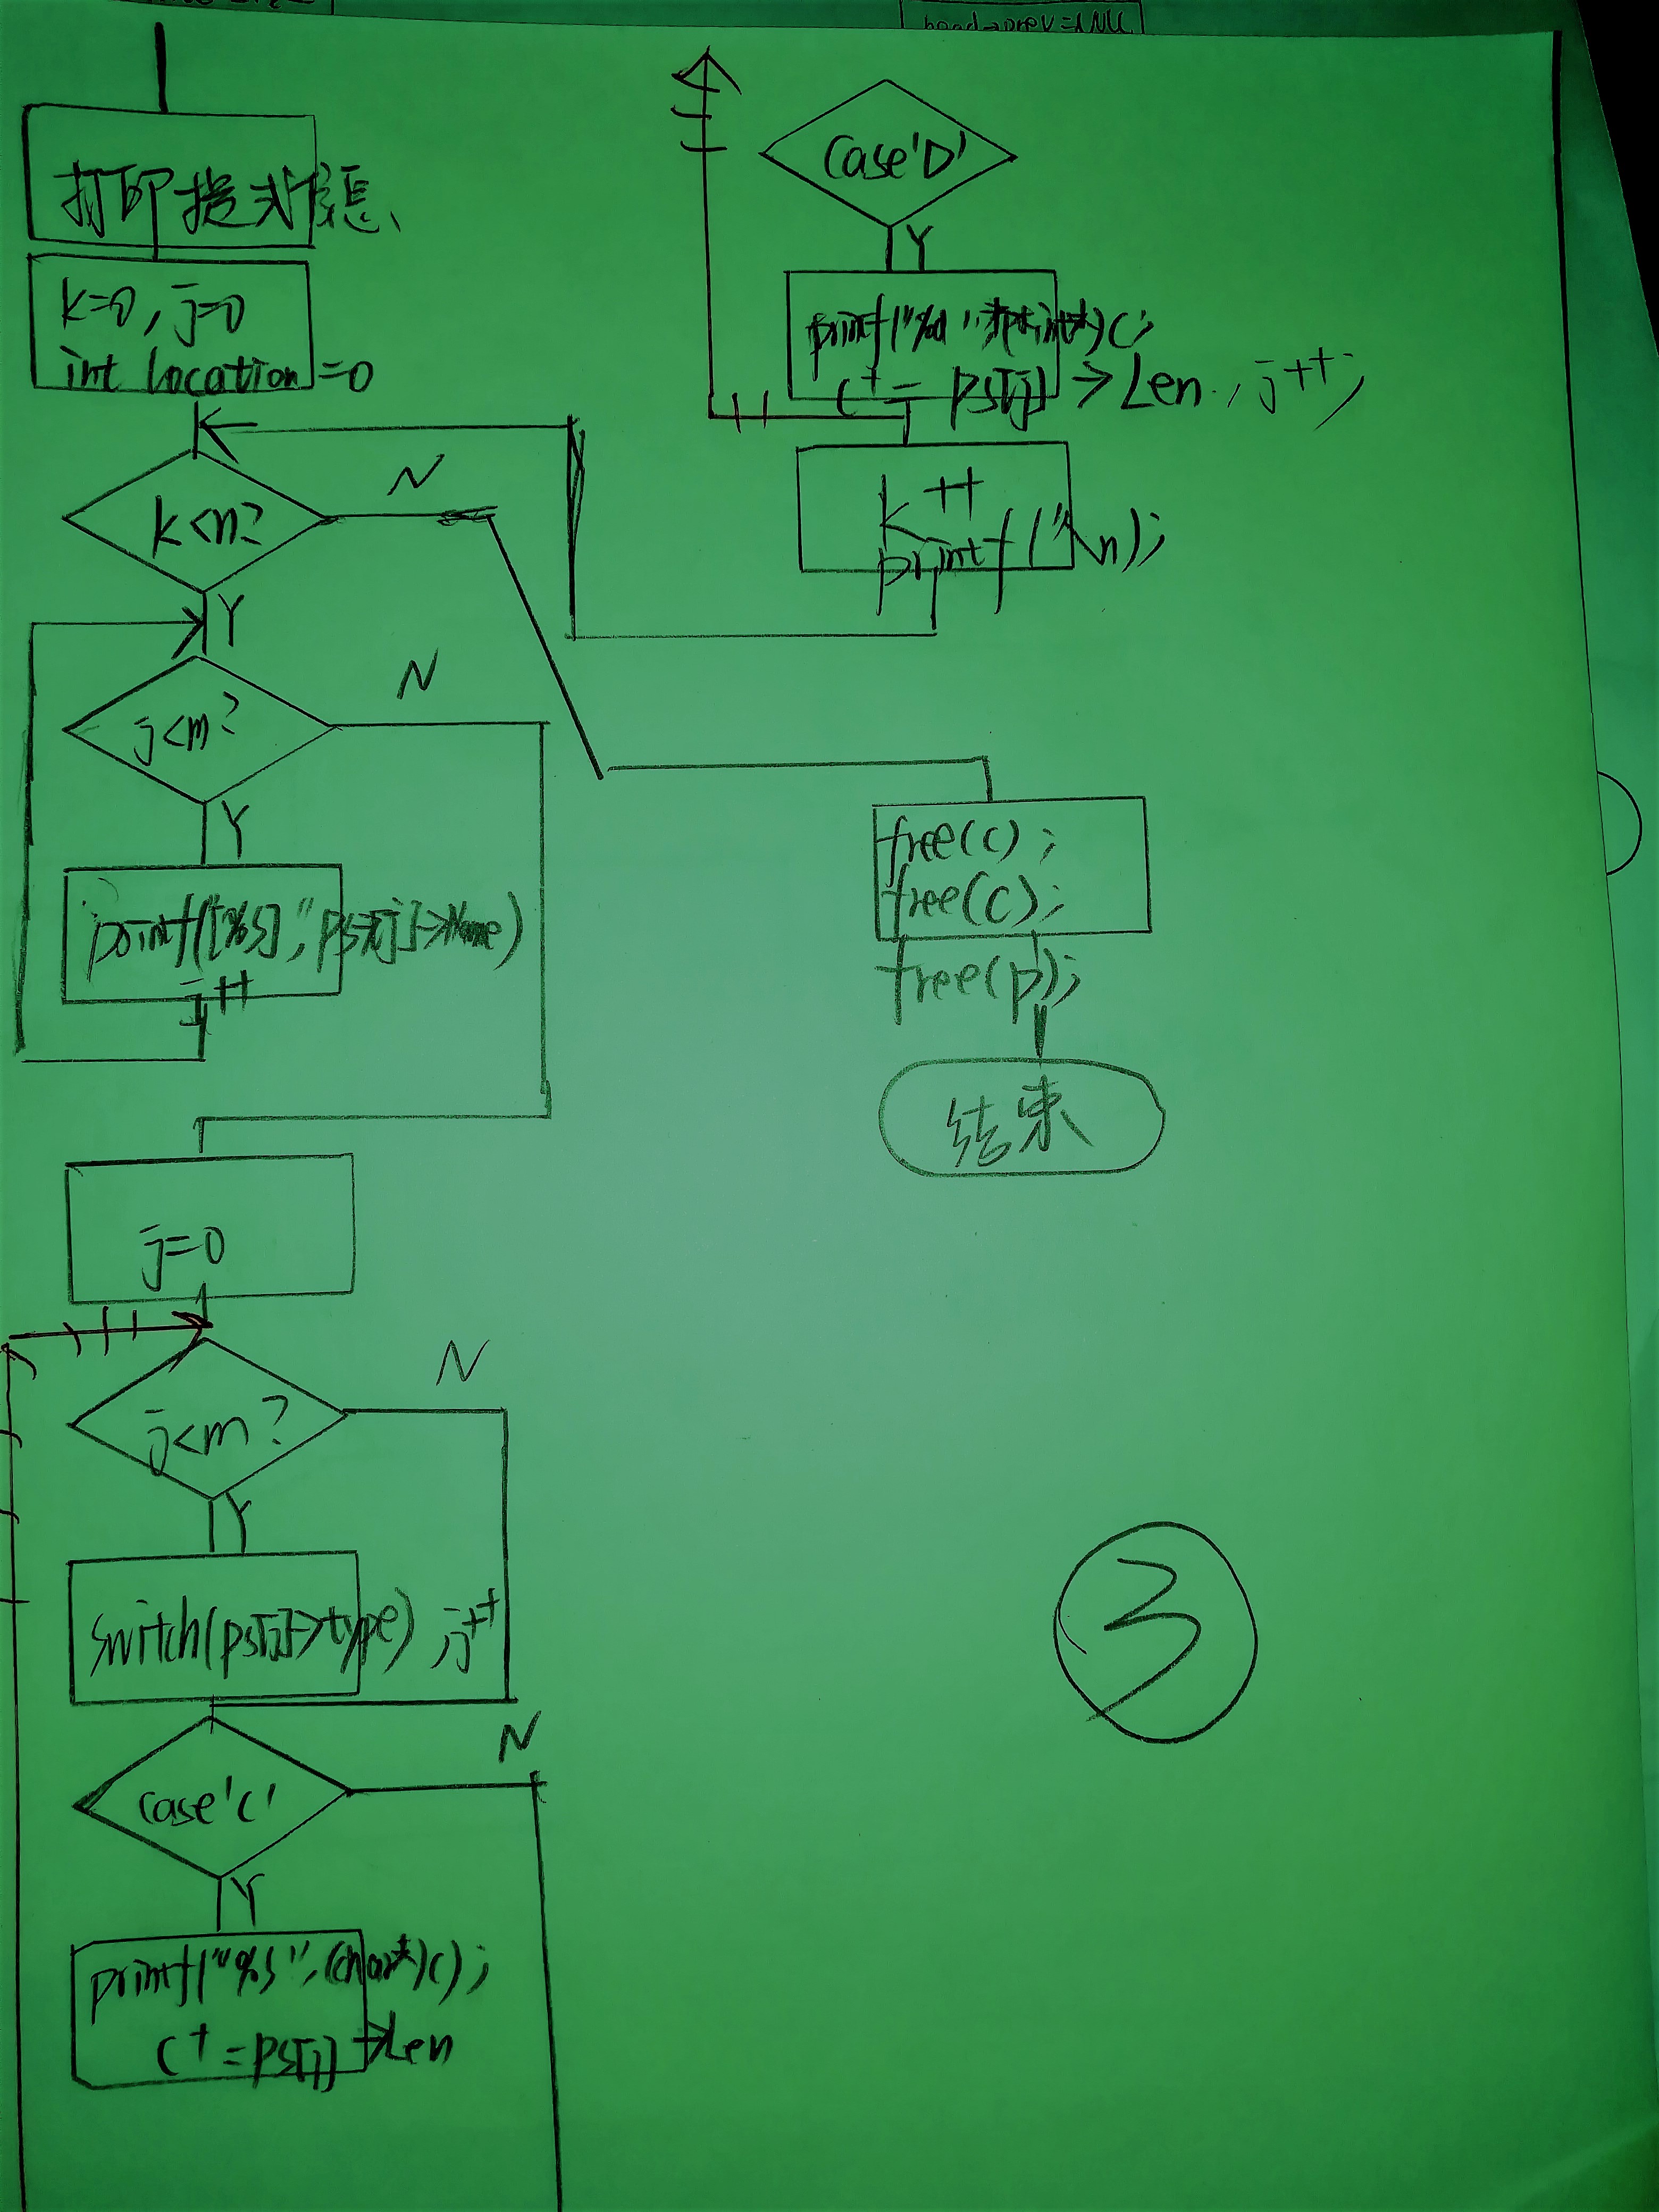 head→prev=NULL
打印提示信息
k=0, j=0
int location=0
k<n?
N
Y
j<m?
N
Y
printf("[%s]", ps[j]->Name)
j++
j=0
j<m?
N
Y
switch(ps[j]->type) j++
case 'C'
N
Y
printf("%s",(char*)c);
c+=ps[j]->Len
case 'D'
Y
printf("%d",
c+=ps[j]->Len, j++;
k++
printf("\n);
free(c);
free(c);
free(p);
结束
3